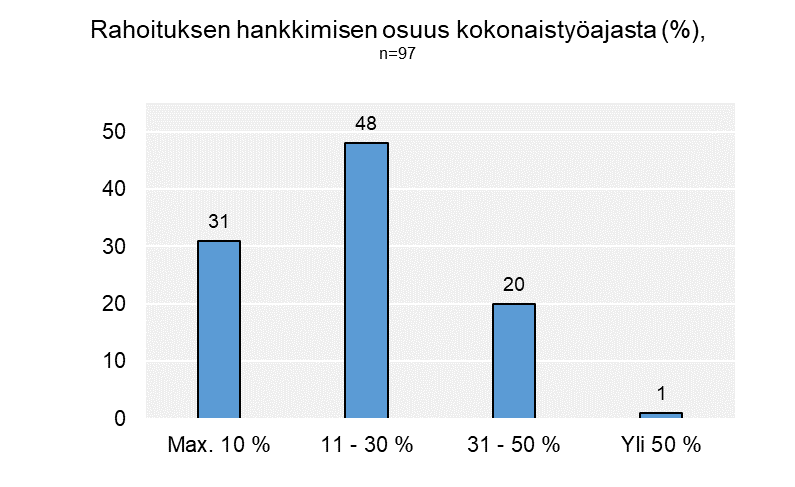 Rahoituksen hankkimisen osuus kokonaistyöajasta (%),
n=97
50
40
30
20
10
0
31
48
20
1
Max. 10 %
11 - 30 %
31 - 50 %
Yli 50 %